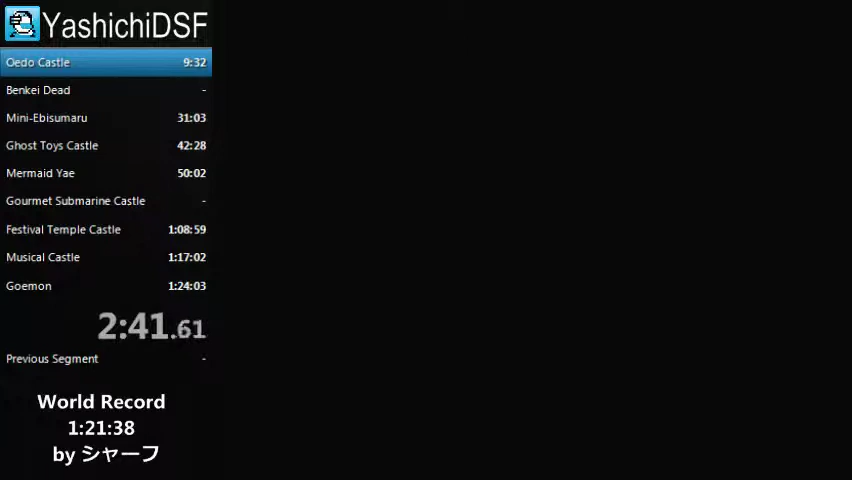 YashichiDSF
Oedo Castle 9:32
Benkei Dead -
Mini-Ebisumaru 31:03
Ghost Toys Castle 42:28
Mermaid Yae 50:02
Gourmet Submarine Castle -
Festival Temple Castle 1:08:59
Musical Castle 1:17:02
Goemon 1:24:03
2:41.61
Previous Segment -
World Record
1:21:38
by シャーフ